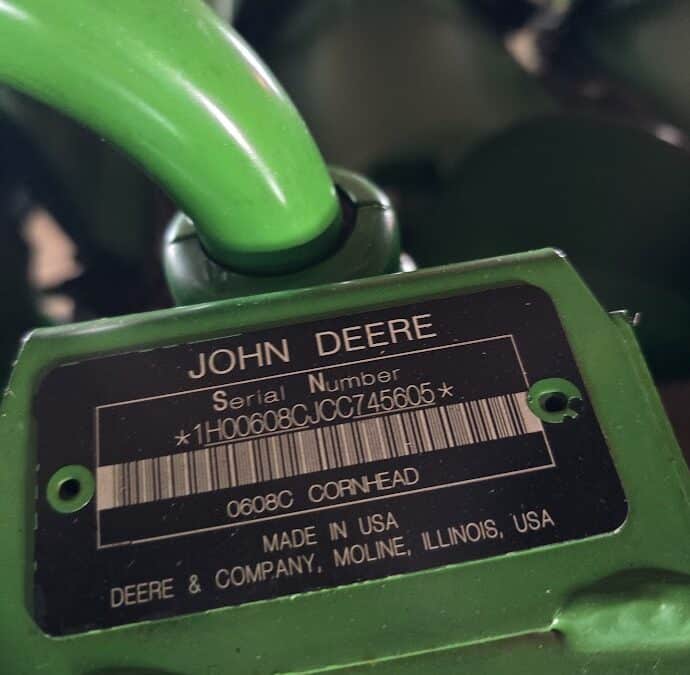 JOHN DEERE
Serial Number
*1H00608CJCC745605*
0608C CORNHEAD
MADE IN USA
DEERE & COMPANY, MOLINE, ILLINOIS, USA